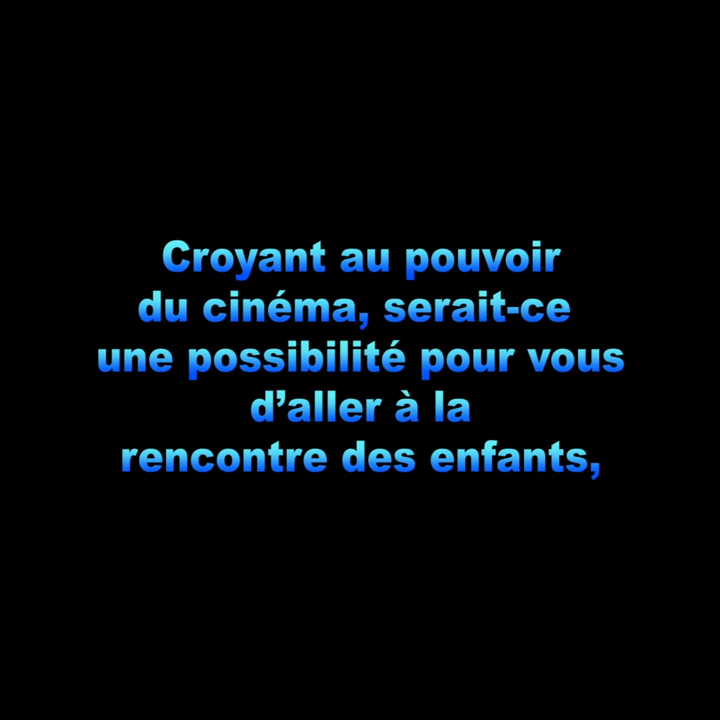 Croyant au pouvoir
du cinéma, serait-ce
une possibilité pour vous
d’aller à la
rencontre des enfants,